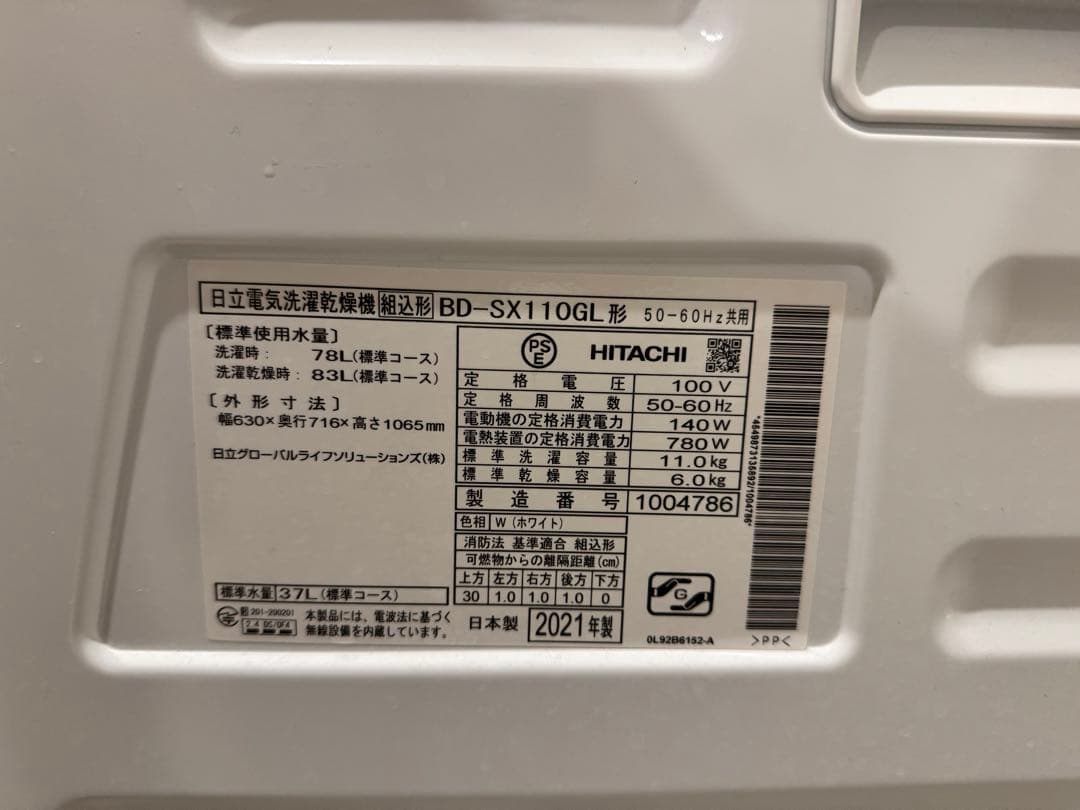 日立電気洗濯乾燥機 組込形 BD-SX110GL形 50-60Hz共用
〔標準使用水量〕
洗濯時: 78L(標準コース)
洗濯乾燥時: 83L(標準コース)
〔外形寸法〕
幅630×奥行716×高さ1065mm
日立グローバルライフソリューションズ(株)
標準水量 37L(標準コース)
201-200201
2.4 DS/OF4
本製品には、電波法に基づく
無線設備を内蔵しています。
PS
E
HITACHI
定格電圧 100V
定格周波数 50-60Hz
電動機の定格消費電力 140W
電熱装置の定格消費電力 780W
標準洗濯容量 11.0kg
標準乾燥容量 6.0kg
製造番号 1004786
色相 W(ホワイト)
消防法 基準適合 組込形
可燃物からの離隔距離(cm)
上方 左方 右方 後方 下方
30 1.0 1.0 1.0 0
日本製 2021年製
G
0L92B6152-A
>PP<
*4549873135892/1004786*